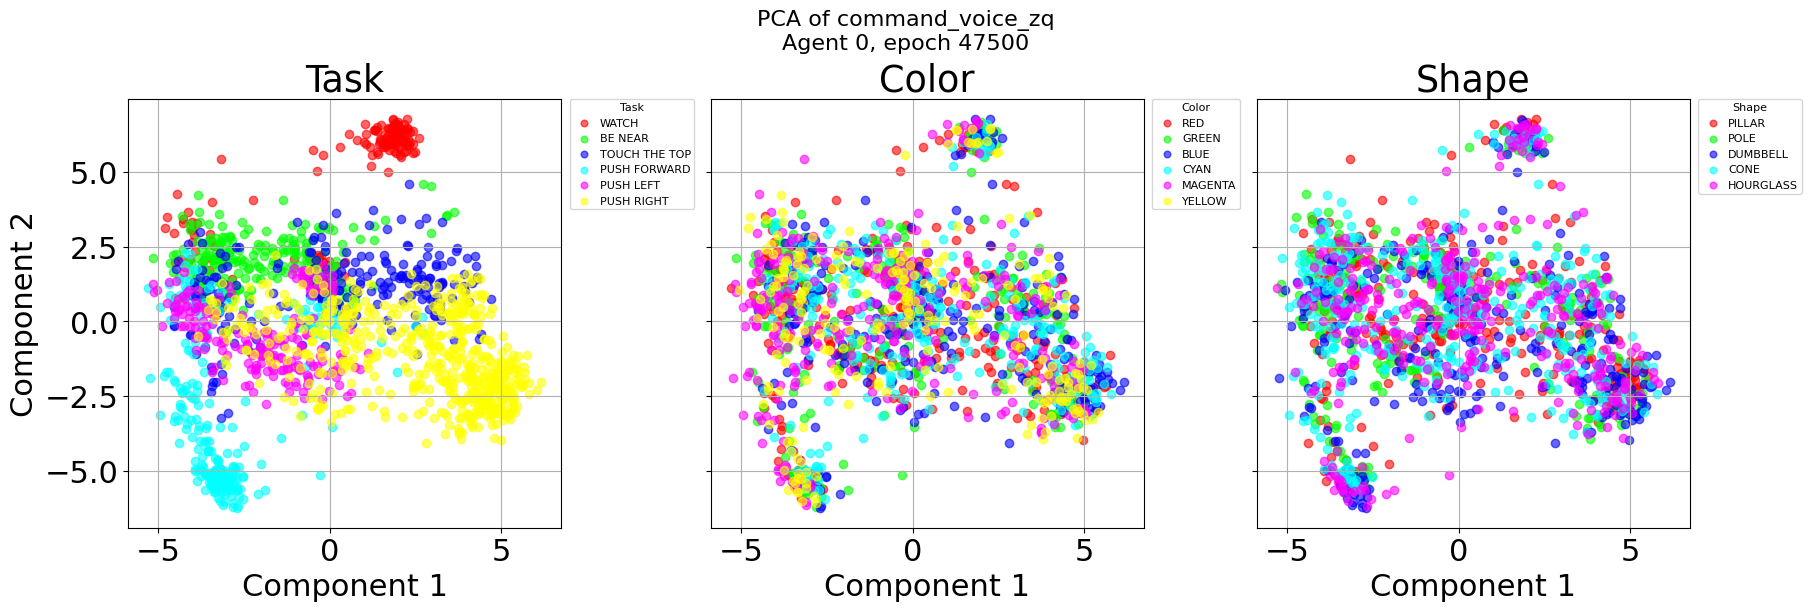 PCA of command_voice_zq
Agent 0, epoch 47500
Task
Color
Shape
Task
WATCH
BE NEAR
TOUCH THE TOP
PUSH FORWARD
PUSH LEFT
PUSH RIGHT
Color
RED
GREEN
BLUE
CYAN
MAGENTA
YELLOW
Shape
PILLAR
POLE
DUMBBELL
CONE
HOURGLASS
Component 2
5.0
2.5
0.0
−2.5
−5.0
−5 0 5
−5 0 5
−5 0 5
Component 1
Component 1
Component 1